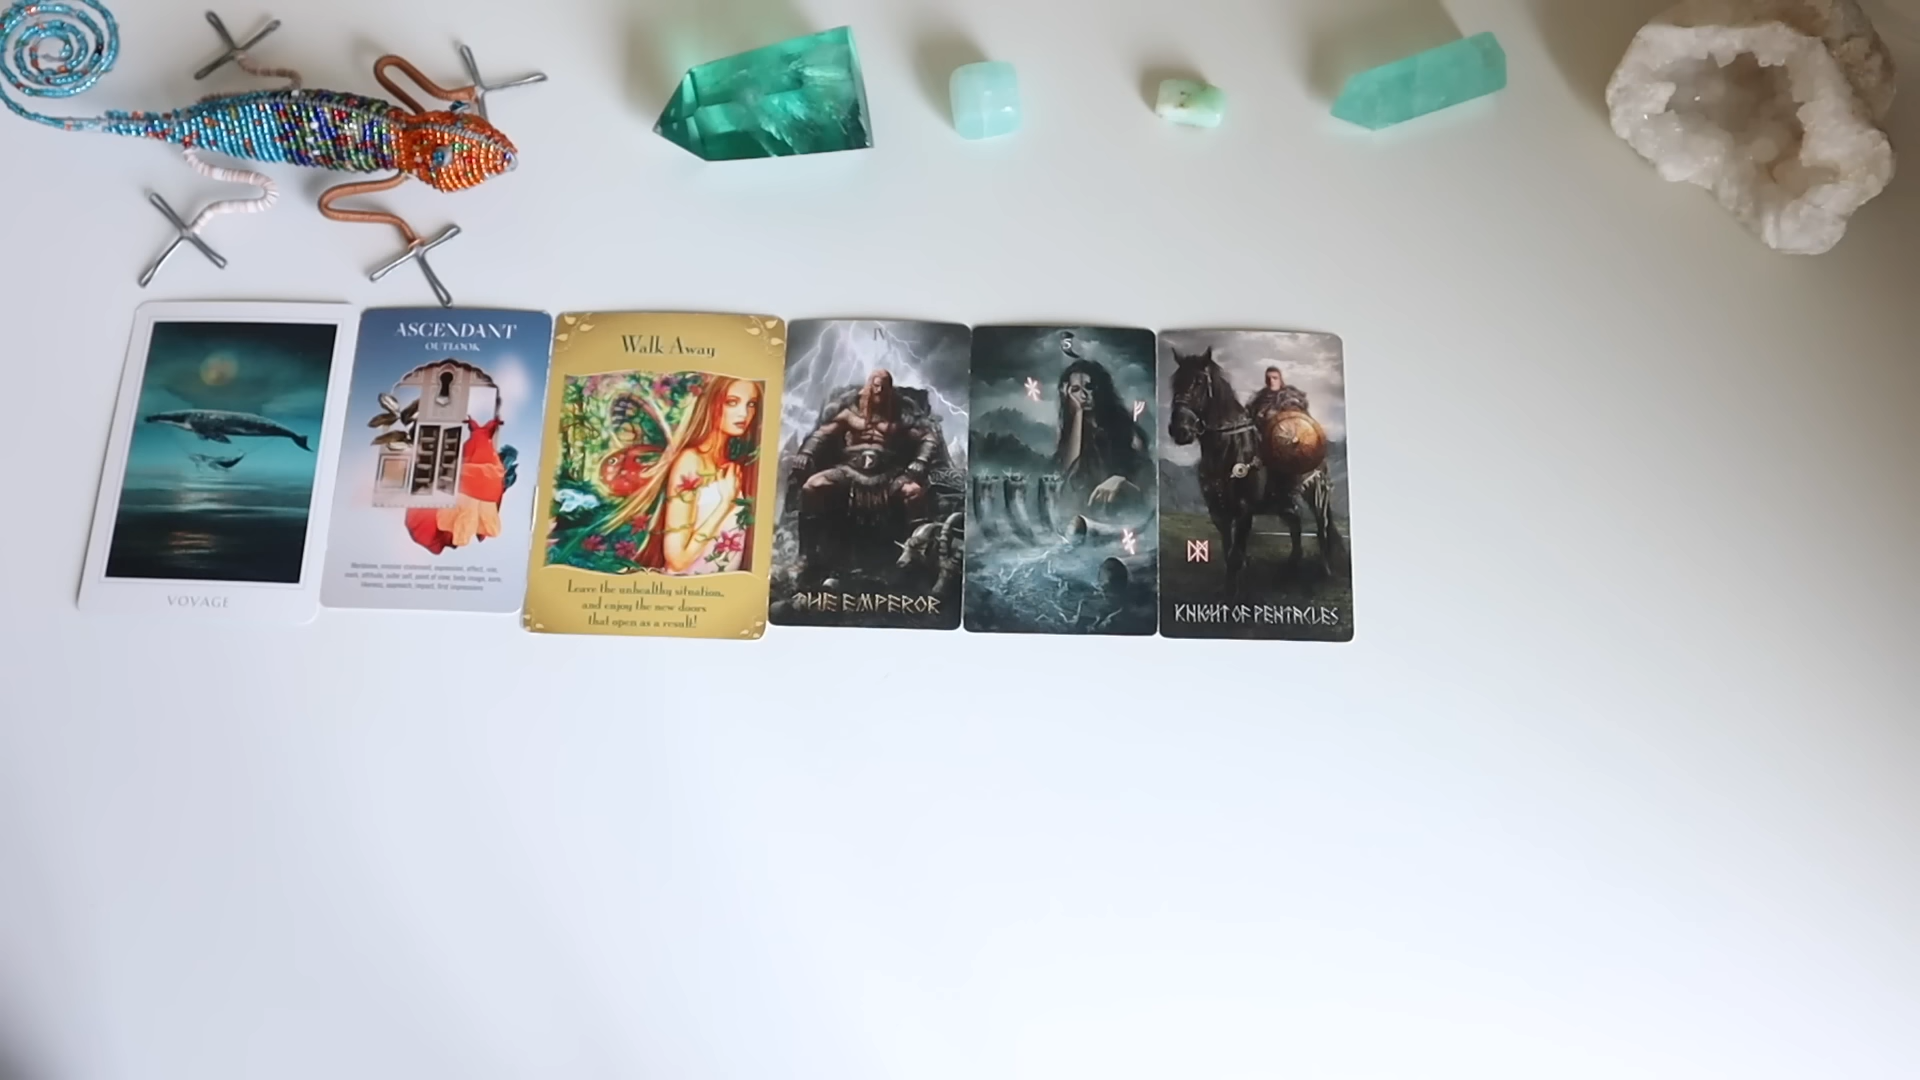 VOYAGE
ASCENDANT
OUTLOOK
Walk Away
Leave the unhealthy situation,
and enjoy the new doors
that open as a result!
IV
THE EMPEROR
5
KNIGHT OF PENTACLES